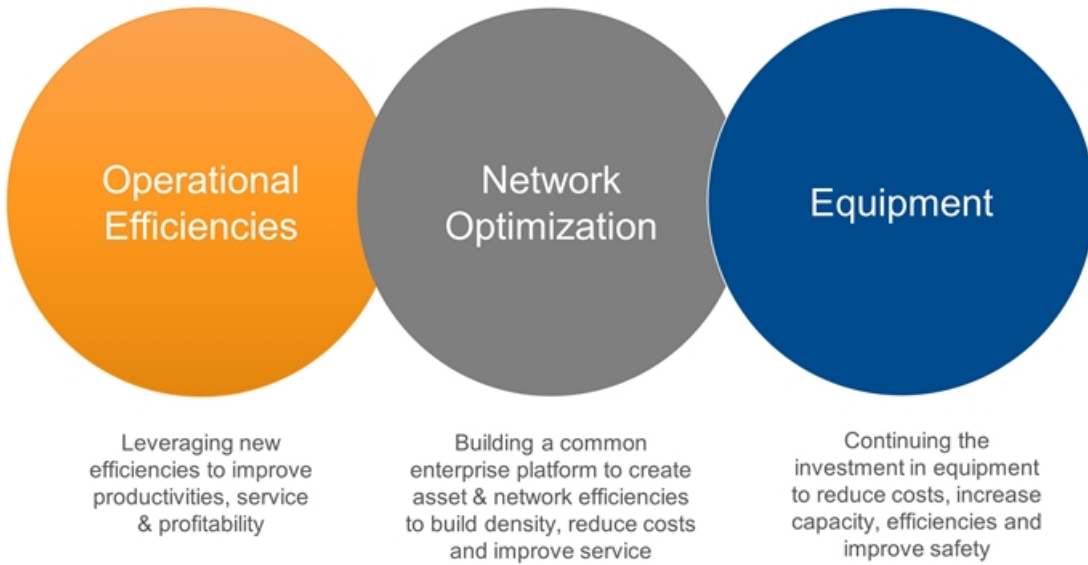 Operational
Efficiencies
Network
Optimization
Equipment
Leveraging new
efficiencies to improve
productivities, service
& profitability
Building a common
enterprise platform to create
asset & network efficiencies
to build density, reduce costs
and improve service
Continuing the
investment in equipment
to reduce costs, increase
capacity, efficiencies and
improve safety